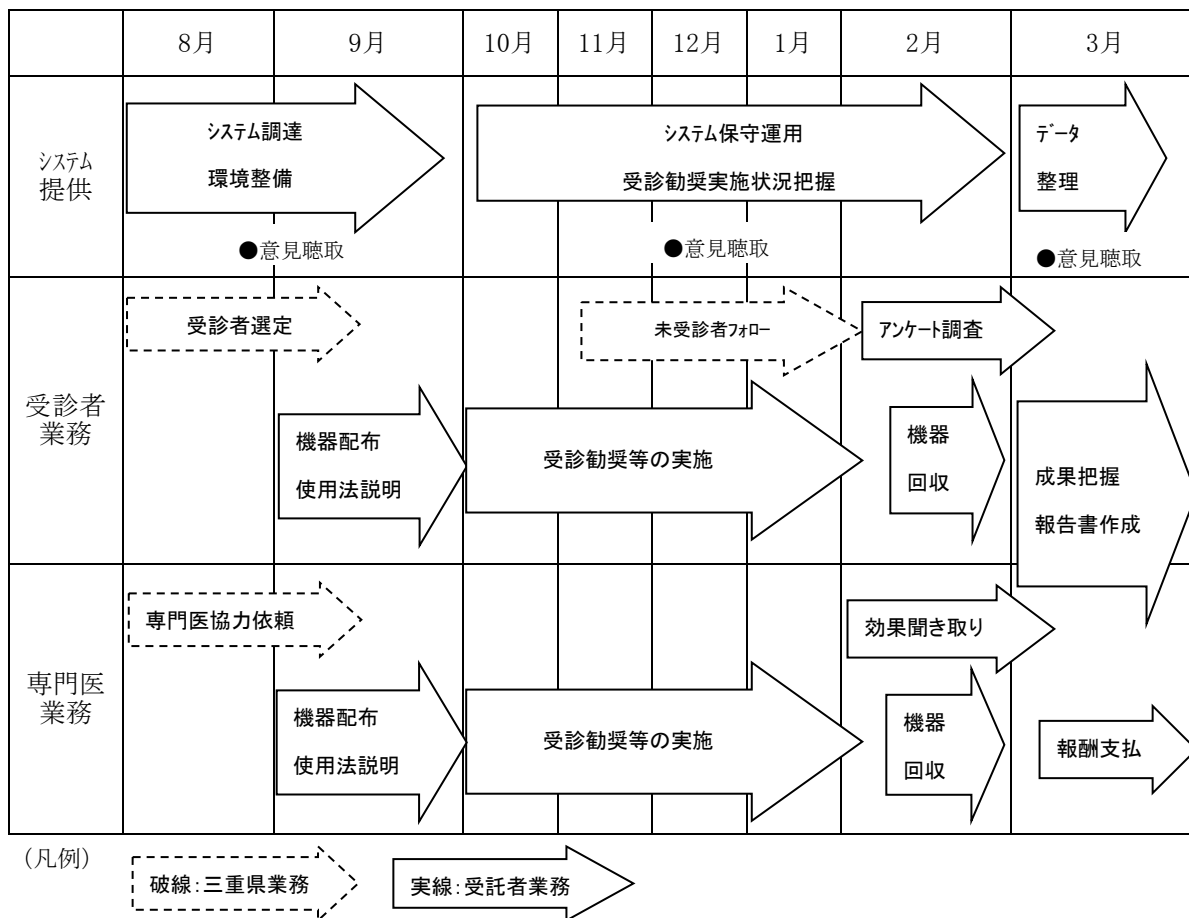 8月
9月
10月
11月
12月
1月
2月
3月
システム
提供
システム調達
環境整備
システム保守運用
受診勧奨実施状況把握
データ
整理
●意見聴取
●意見聴取
●意見聴取
受診者
業務
受診者選定
未受診者フォロー
アンケート調査
機器配布
使用法説明
受診勧奨等の実施
機器
回収
成果把握
報告書作成
専門医
業務
専門医協力依頼
効果聞き取り
機器配布
使用法説明
受診勧奨等の実施
機器
回収
報酬支払
(凡例)
破線:三重県業務
実線:受託者業務